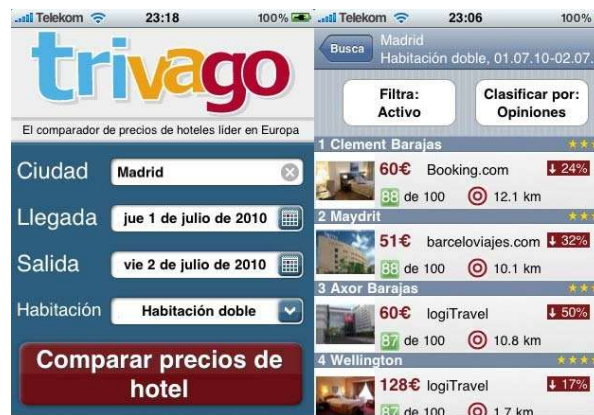 Telekom 23:18 100%
trivago
El comparador de precios de hoteles líder en Europa
Ciudad Madrid
Llegada jue 1 de julio de 2010
Salida vie 2 de julio de 2010
Habitación Habitación doble
Comparar precios de
hotel
Telekom 23:06 100%
Busca
Madrid
Habitación doble, 01.07.10-02.07.
Filtra:
Activo
Clasificar por:
Opiniones
1 Clement Barajas
60€ Booking.com 24%
88 de 100 12.1 km
2 Maydrit
51€ barceloviajes.com 32%
88 de 100 10.1 km
3 Axor Barajas
60€ logiTravel 50%
87 de 100 10.8 km
4 Wellington
128€ logiTravel 17%
87 de 100 1.7 km